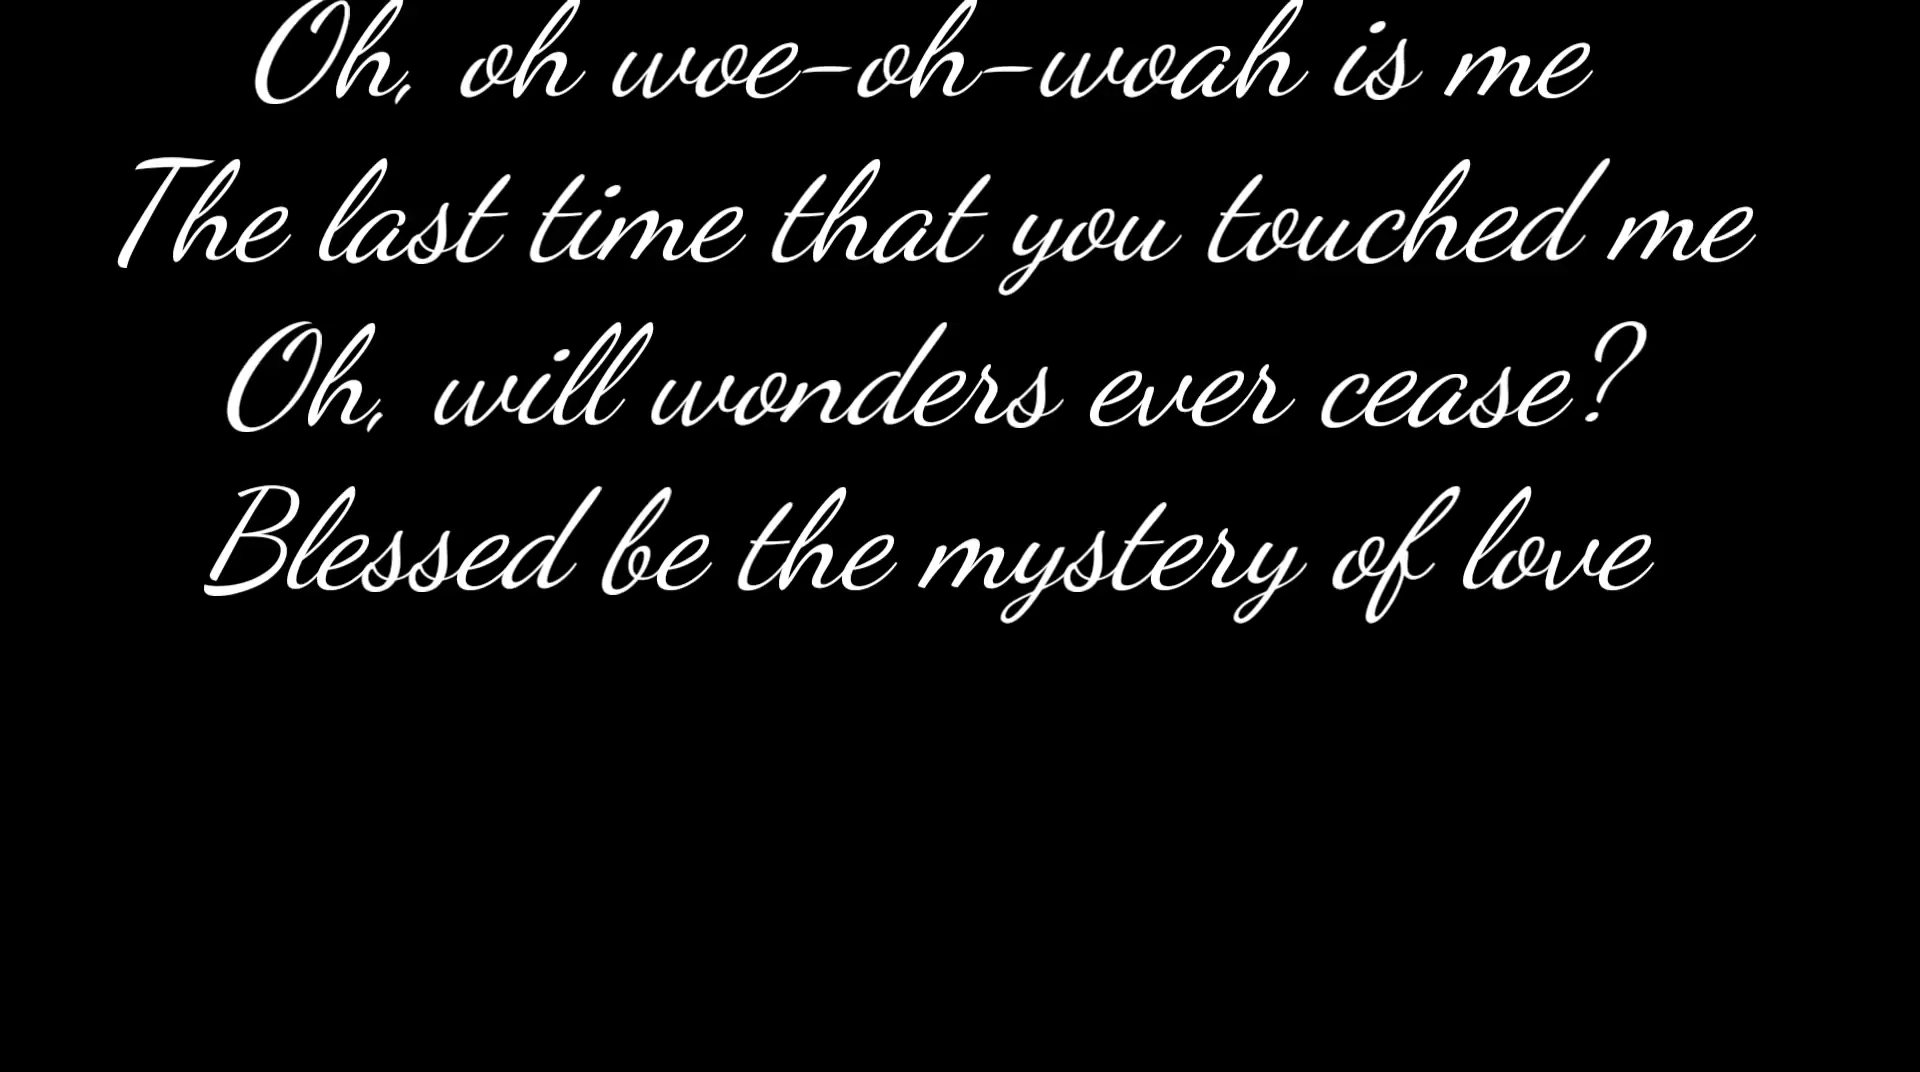 Oh, oh woe-oh-woah is me
The last time that you touched me
Oh, will wonders ever cease?
Blessed be the mystery of love